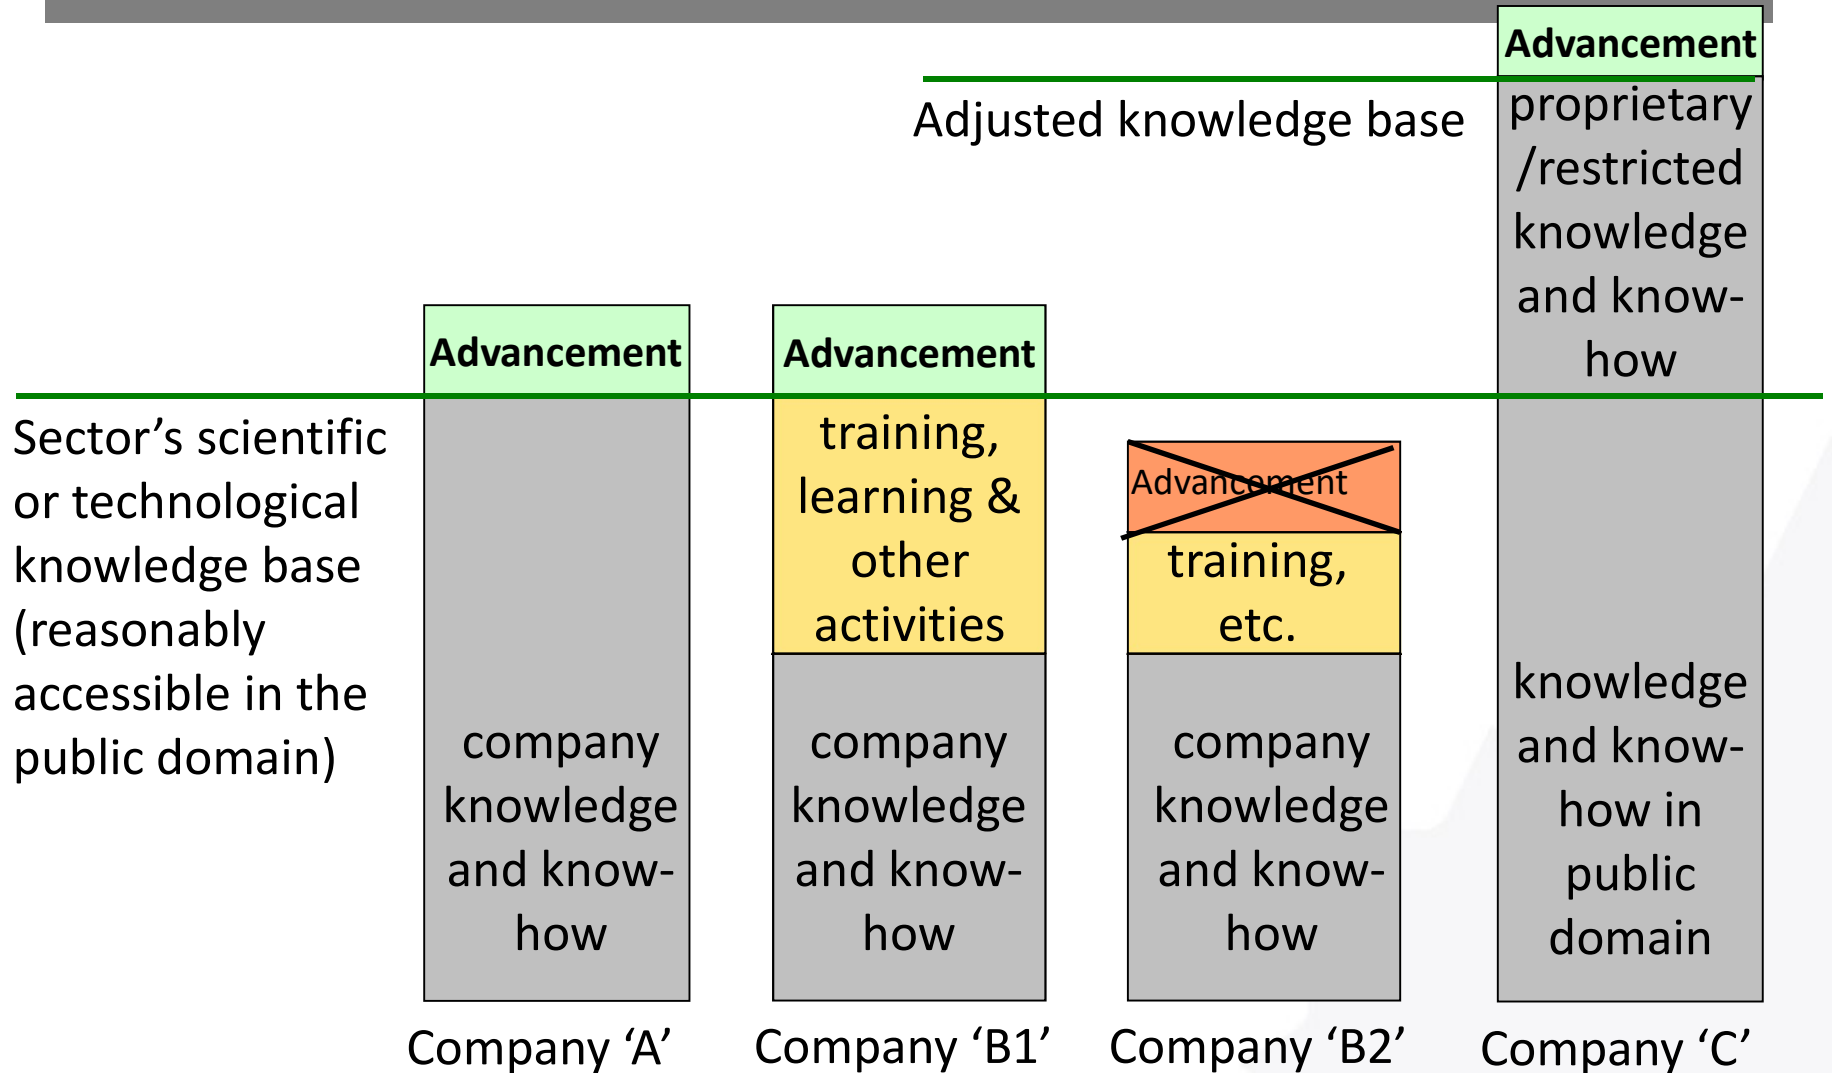 Advancement
Adjusted knowledge base
proprietary
/restricted
knowledge
and know-
how
knowledge
and know-
how in
public
domain
Sector’s scientific
or technological
knowledge base
(reasonably
accessible in the
public domain)
Advancement
company
knowledge
and know-
how
Advancement
training,
learning &
other
activities
company
knowledge
and know-
how
Advancement
training,
etc.
company
knowledge
and know-
how
Company ‘A’
Company ‘B1’
Company ‘B2’
Company ‘C’